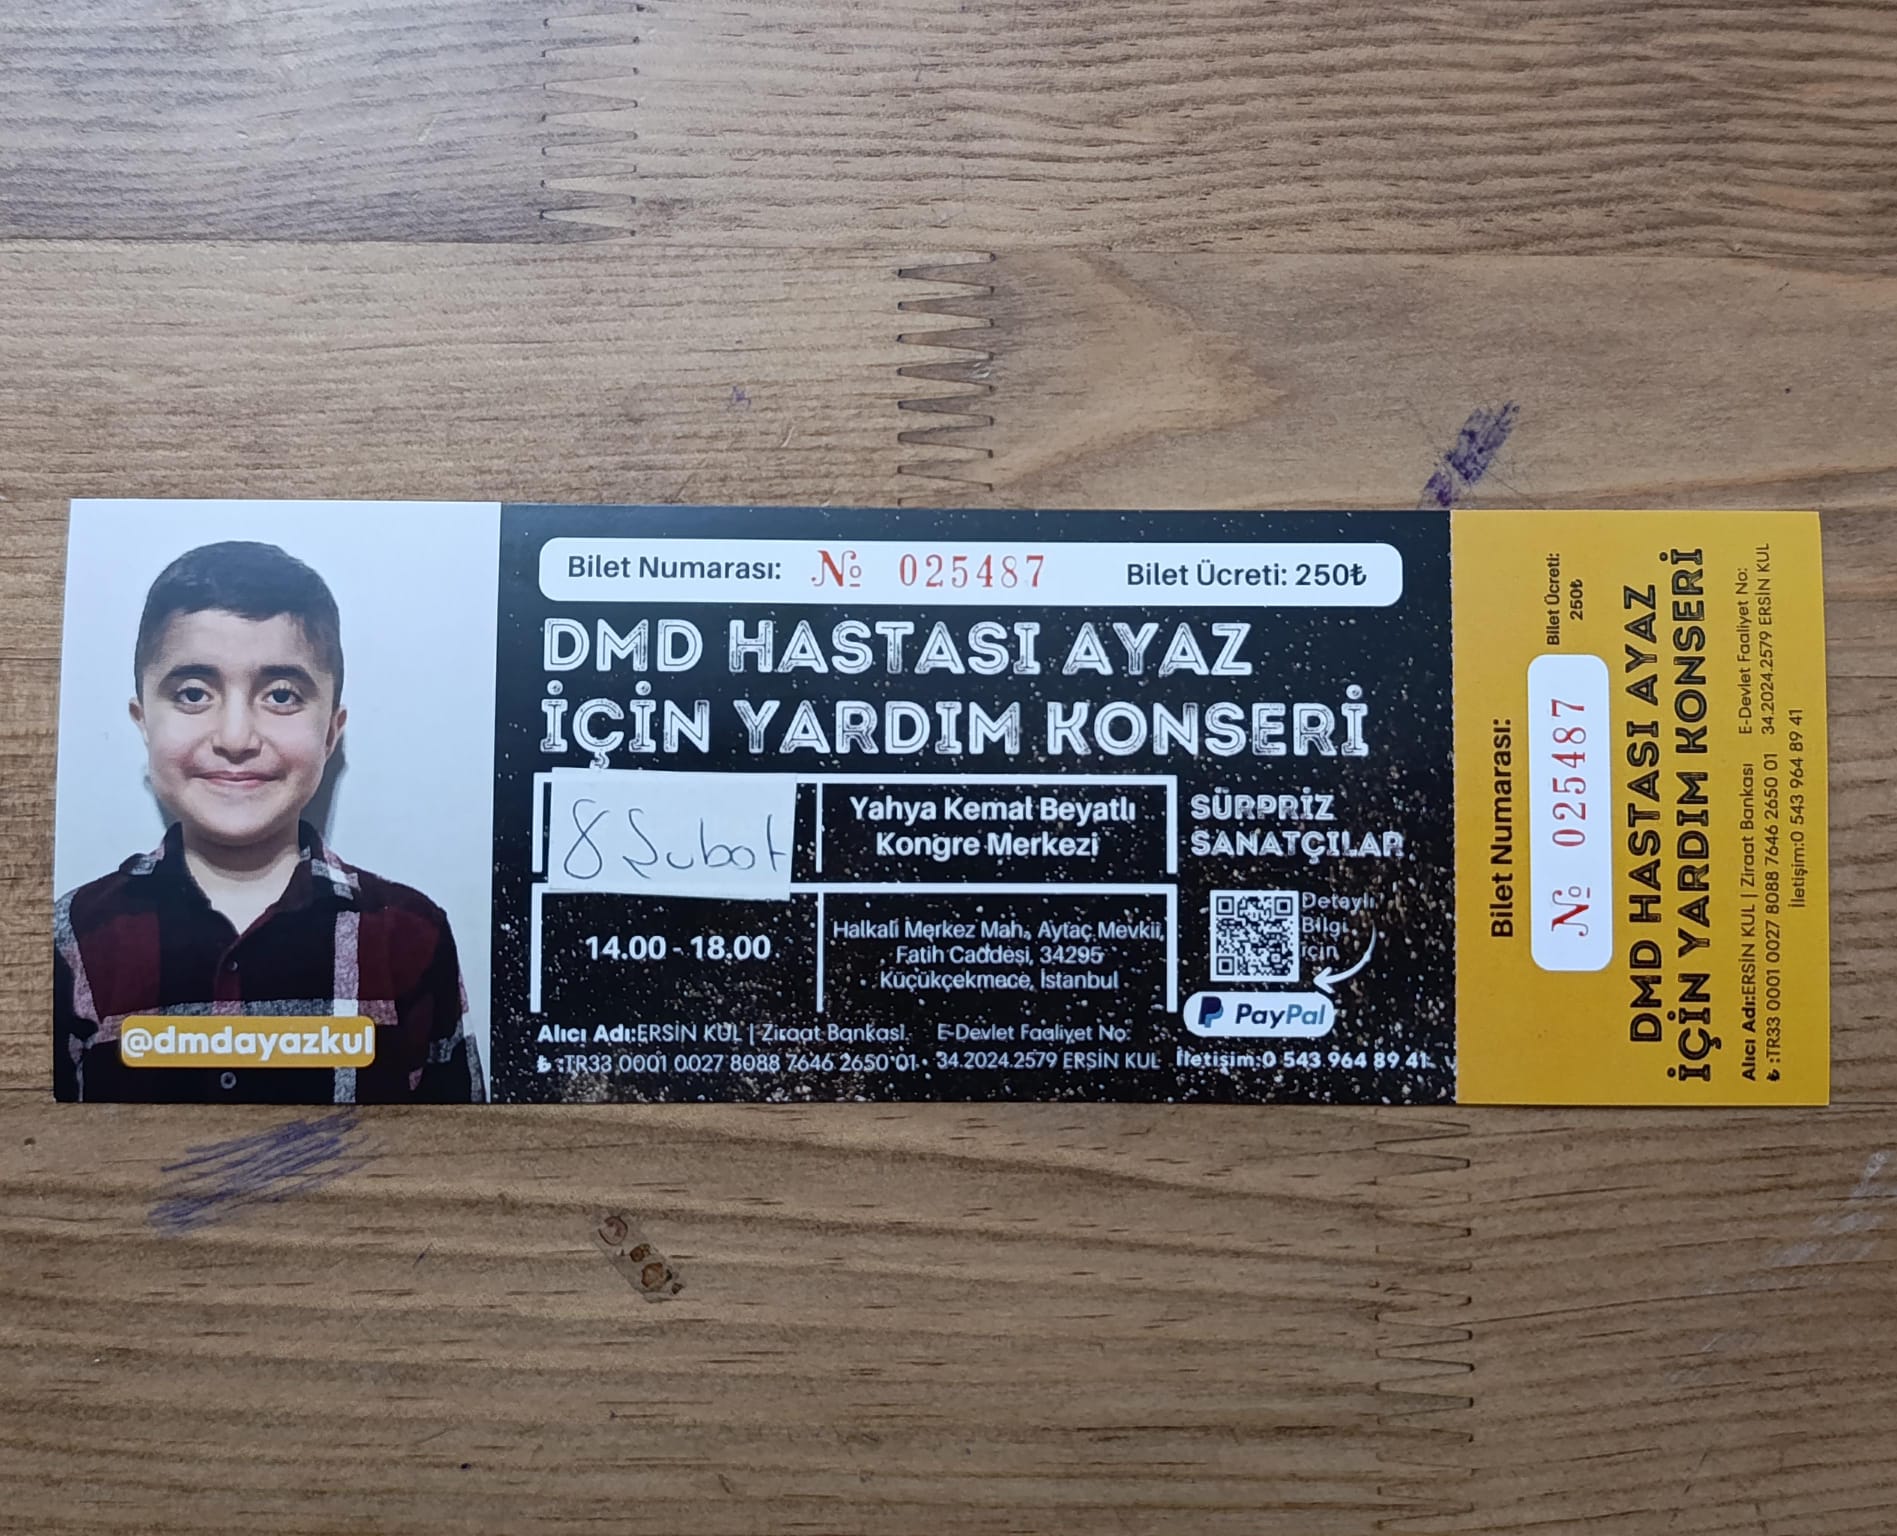 Bilet Numarası: № 025487 Bilet Ücreti: 250₺
DMD HASTASI AYAZ
İÇİN YARDIM KONSERİ
8 Şubat
Yahya Kemal Beyatlı
Kongre Merkezi
SÜRPRİZ
SANATÇILAR
14.00 - 18.00
Halkalı Merkez Mah., Aytaç Mevkii,
Fatih Caddesi, 34295
Küçükçekmece, İstanbul
Detaylı
Bilgi
için
PayPal
@dmdayazkul
Alıcı Adı:ERSİN KUL | Ziraat Bankası
₺ :TR33 0001 0027 8088 7646 2650 01
E-Devlet Faaliyet No:
34.2024.2579 ERSİN KUL
İletişim:0 543 964 89 41
Bilet Numarası:
№ 025487
Bilet Ücreti:
250₺
DMD HASTASI AYAZ
İÇİN YARDIM KONSERİ
Alıcı Adı:ERSİN KUL | Ziraat Bankası
₺ :TR33 0001 0027 8088 7646 2650 01
E-Devlet Faaliyet No:
34.2024.2579 ERSİN KUL
İletişim:0 543 964 89 41